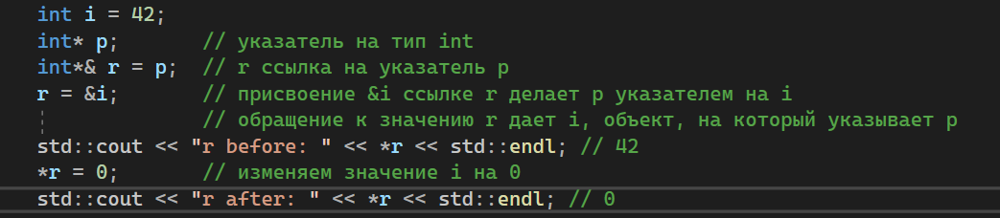 int i = 42;
int* p;       // указатель на тип int
int*& r = p;  // r ссылка на указатель p
r = &i;       // присвоение &i ссылке r делает p указателем на i
              // обращение к значению r дает i, объект, на который указывает p
std::cout << "r before: " << *r << std::endl; // 42
*r = 0;       // изменяем значение i на 0
std::cout << "r after: " << *r << std::endl; // 0